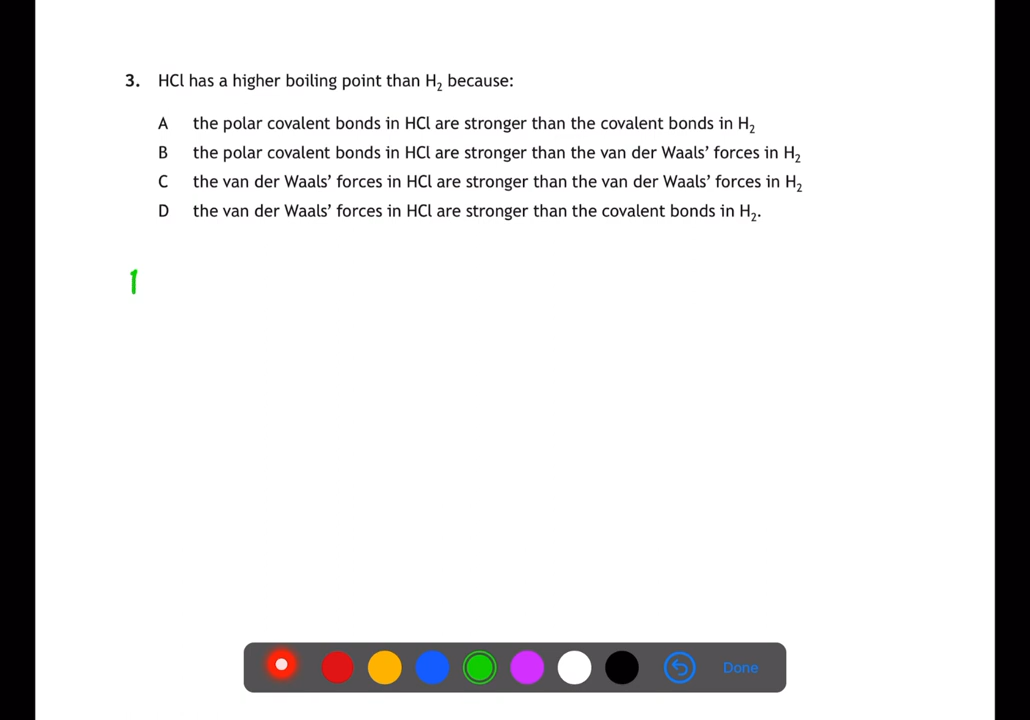 3. HCl has a higher boiling point than H₂ because:
A the polar covalent bonds in HCl are stronger than the covalent bonds in H₂
B the polar covalent bonds in HCl are stronger than the van der Waals’ forces in H₂
C the van der Waals’ forces in HCl are stronger than the van der Waals’ forces in H₂
D the van der Waals’ forces in HCl are stronger than the covalent bonds in H₂.
1
Done